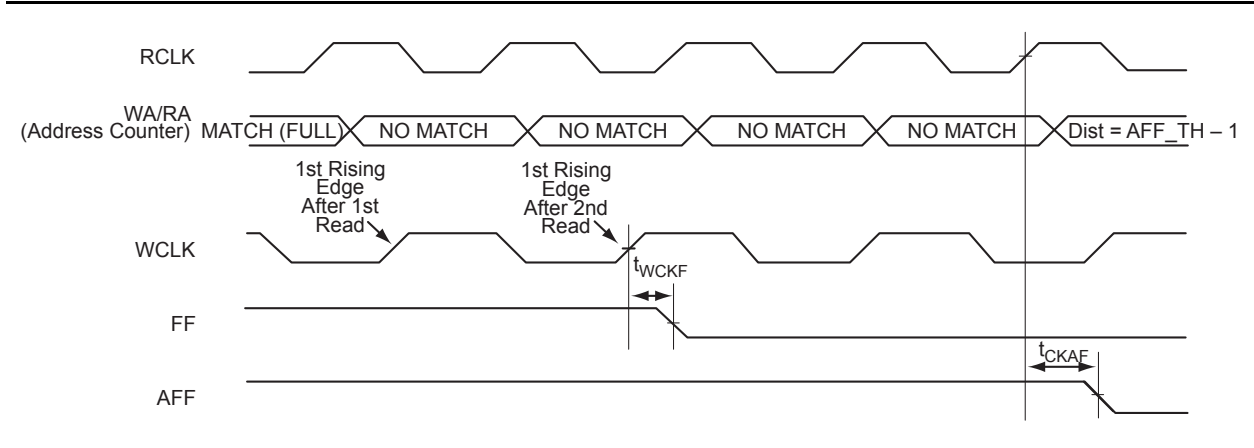 RCLK
WA/RA
(Address Counter)
MATCH (FULL)
NO MATCH
NO MATCH
NO MATCH
NO MATCH
Dist = AFF_TH – 1
1st Rising
Edge
After 1st
Read
1st Rising
Edge
After 2nd
Read
WCLK
tWCKF
FF
tCKAF
AFF